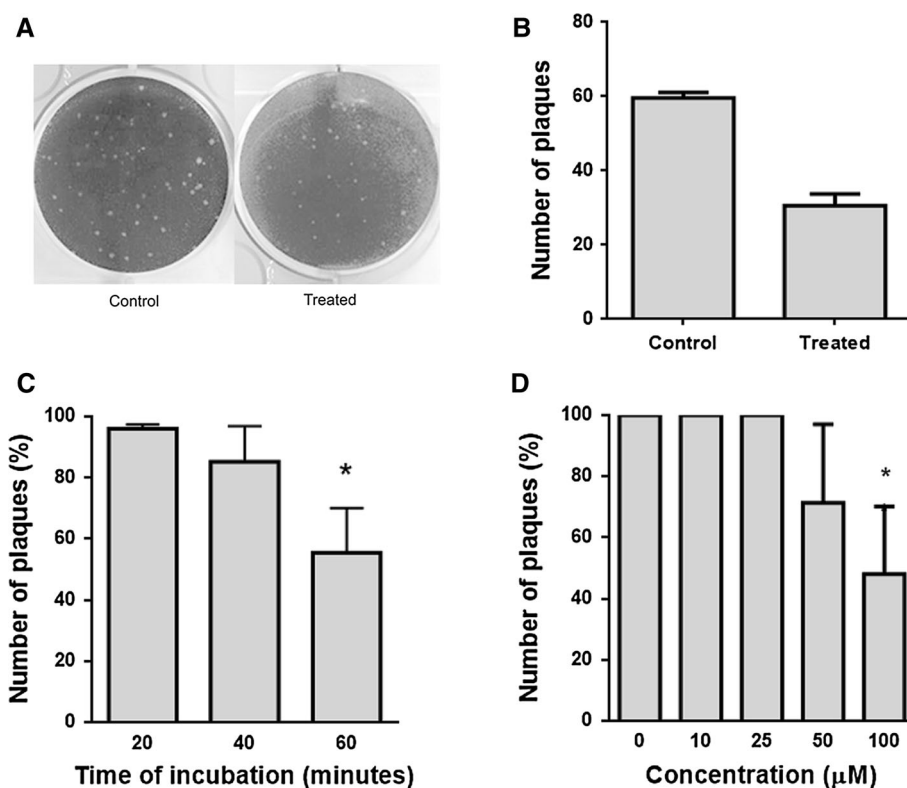 A
Control
Treated
B
Number of plaques
80
60
40
20
0
Control
Treated
C
Number of plaques (%)
100
80
60
40
20
0
*
20
40
60
Time of incubation (minutes)
D
Number of plaques (%)
100
80
60
40
20
0
*
0
10
25
50
100
Concentration (μM)